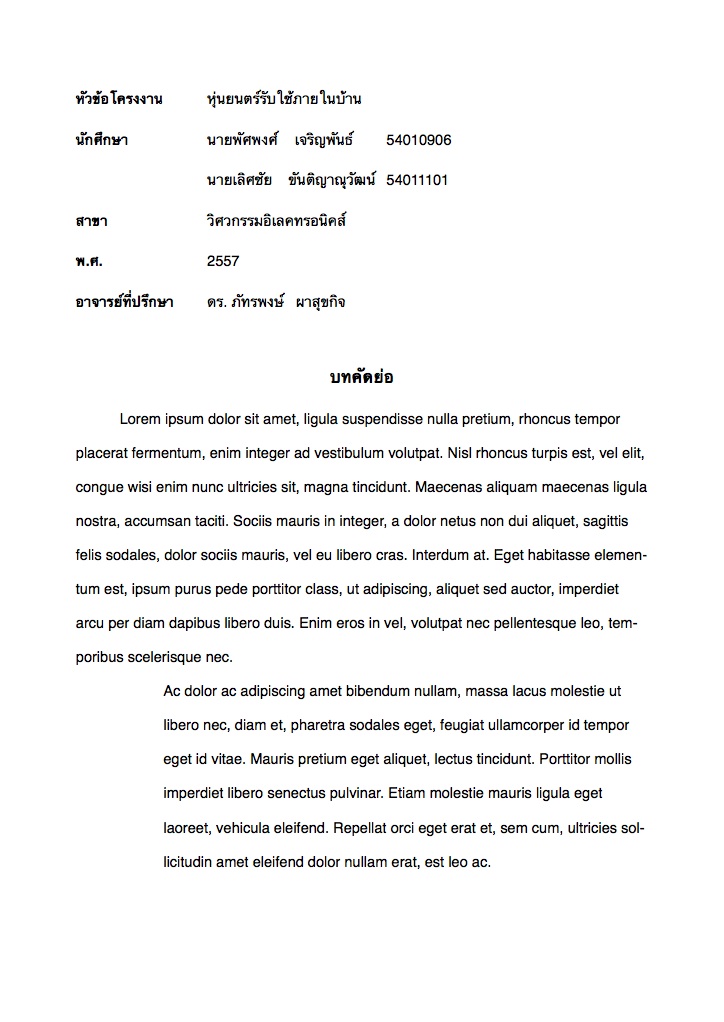 หัวข้อโครงงาน หุ่นยนตร์รับใช้ภายในบ้าน
นักศึกษา นายพัศพงศ์ เจริญพันธ์ 54010906
นายเลิศชัย ขันติญาณุวัฒน์ 54011101
สาขา วิศวกรรมอิเลคทรอนิคส์
พ.ศ. 2557
อาจารย์ที่ปรึกษา ดร. ภัทรพงษ์ ผาสุขกิจ
บทคัดย่อ
Lorem ipsum dolor sit amet, ligula suspendisse nulla pretium, rhoncus tempor
placerat fermentum, enim integer ad vestibulum volutpat. Nisl rhoncus turpis est, vel elit,
congue wisi enim nunc ultricies sit, magna tincidunt. Maecenas aliquam maecenas ligula
nostra, accumsan taciti. Sociis mauris in integer, a dolor netus non dui aliquet, sagittis
felis sodales, dolor sociis mauris, vel eu libero cras. Interdum at. Eget habitasse elemen-
tum est, ipsum purus pede porttitor class, ut adipiscing, aliquet sed auctor, imperdiet
arcu per diam dapibus libero duis. Enim eros in vel, volutpat nec pellentesque leo, tem-
poribus scelerisque nec.
Ac dolor ac adipiscing amet bibendum nullam, massa lacus molestie ut
libero nec, diam et, pharetra sodales eget, feugiat ullamcorper id tempor
eget id vitae. Mauris pretium eget aliquet, lectus tincidunt. Porttitor mollis
imperdiet libero senectus pulvinar. Etiam molestie mauris ligula eget
laoreet, vehicula eleifend. Repellat orci eget erat et, sem cum, ultricies sol-
licitudin amet eleifend dolor nullam erat, est leo ac.